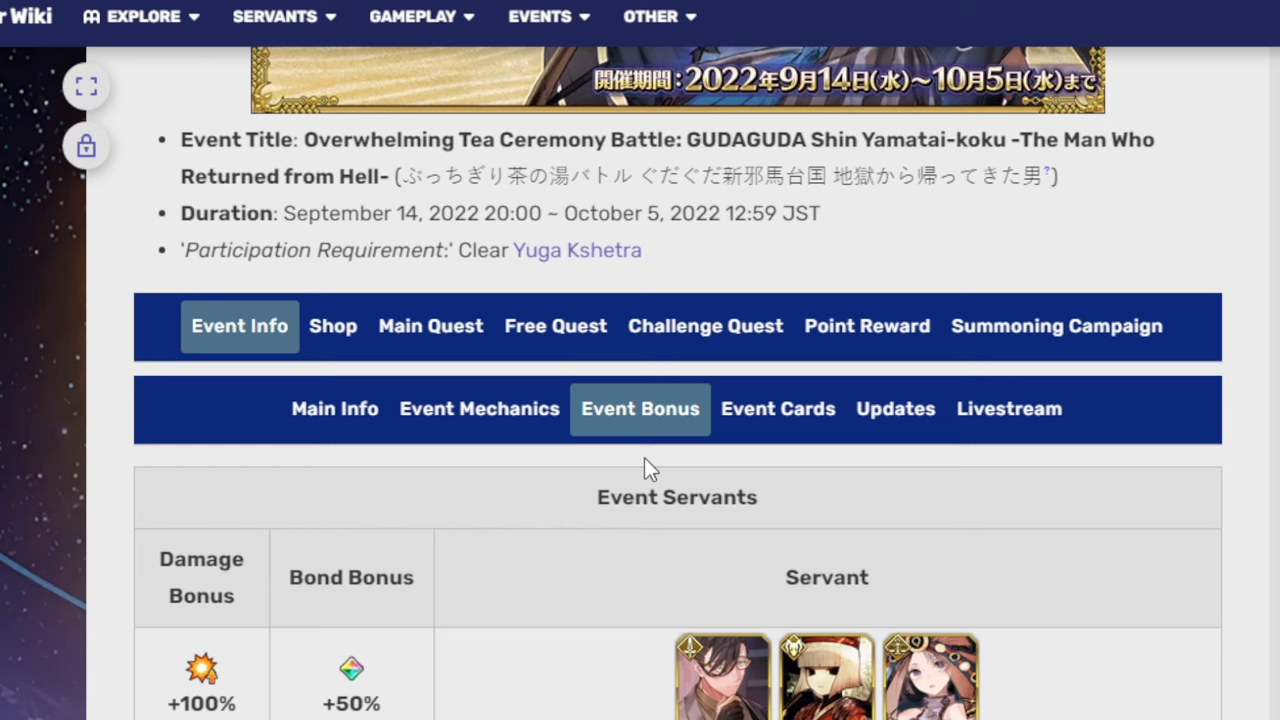 r Wiki EXPLORE SERVANTS GAMEPLAY EVENTS OTHER
開催期間:2022年9月14日(水)～10月5日(水)まで
• Event Title: Overwhelming Tea Ceremony Battle: GUDAGUDA Shin Yamatai-koku -The Man Who
Returned from Hell- (ぶっちぎり茶の湯バトル ぐだぐだ新邪馬台国 地獄から帰ってきた男?)
• Duration: September 14, 2022 20:00 ~ October 5, 2022 12:59 JST
• 'Participation Requirement:' Clear Yuga Kshetra
Event Info Shop Main Quest Free Quest Challenge Quest Point Reward Summoning Campaign
Main Info Event Mechanics Event Bonus Event Cards Updates Livestream
Event Servants
Damage
Bonus
Bond Bonus
Servant
+100%
+50%